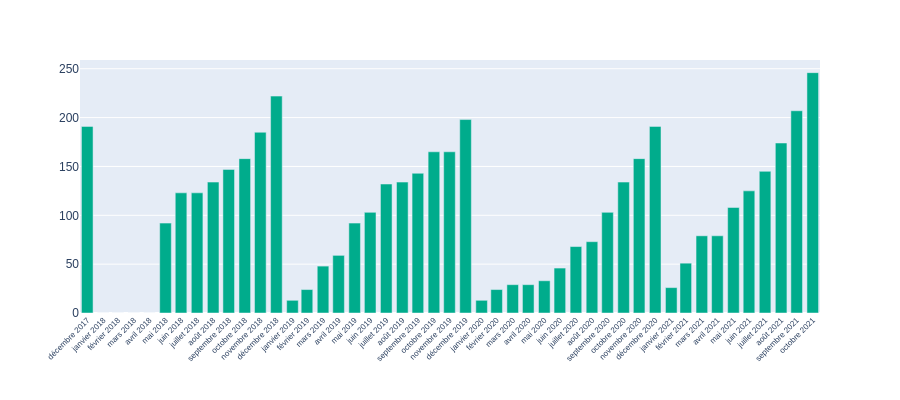 250
200
150
100
50
0
décembre 2017
janvier 2018
février 2018
mars 2018
avril 2018
mai 2018
juin 2018
juillet 2018
août 2018
septembre 2018
octobre 2018
novembre 2018
décembre 2018
janvier 2019
février 2019
mars 2019
avril 2019
mai 2019
juin 2019
juillet 2019
août 2019
septembre 2019
octobre 2019
novembre 2019
décembre 2019
janvier 2020
février 2020
mars 2020
avril 2020
mai 2020
juin 2020
juillet 2020
août 2020
septembre 2020
octobre 2020
novembre 2020
décembre 2020
janvier 2021
février 2021
mars 2021
avril 2021
mai 2021
juin 2021
juillet 2021
août 2021
septembre 2021
octobre 2021